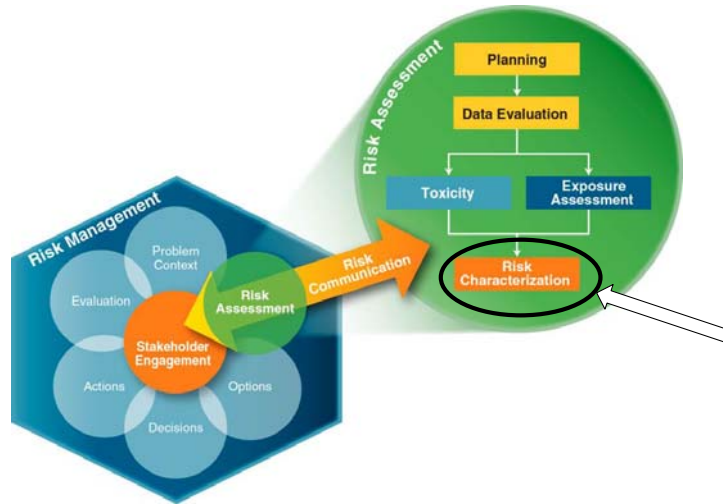 Risk Assessment
Planning
Data Evaluation
Toxicity
Exposure
Assessment
Risk
Characterization
Risk Management
Problem
Context
Evaluation
Risk
Assessment
Risk
Communication
Stakeholder
Engagement
Actions
Options
Decisions